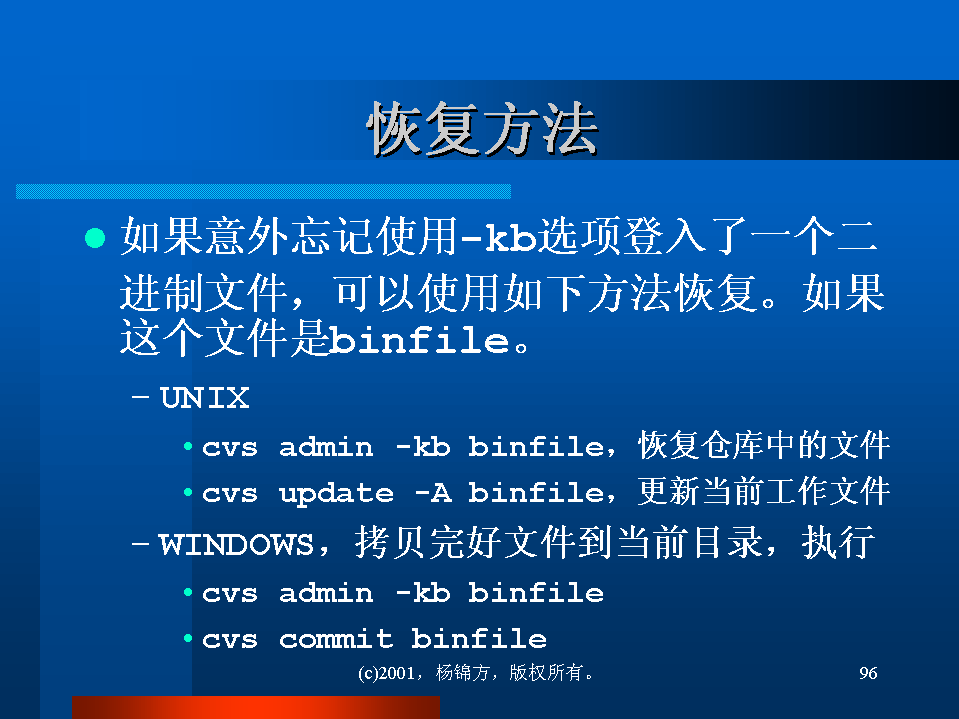 恢复方法
如果意外忘记使用-kb选项登入了一个二
进制文件，可以使用如下方法恢复。如果
这个文件是binfile。
– UNIX
• cvs admin -kb binfile，恢复仓库中的文件
• cvs update -A binfile，更新当前工作文件
– WINDOWS，拷贝完好文件到当前目录，执行
• cvs admin -kb binfile
• cvs commit binfile
(c)2001，杨锦方，版权所有。 96